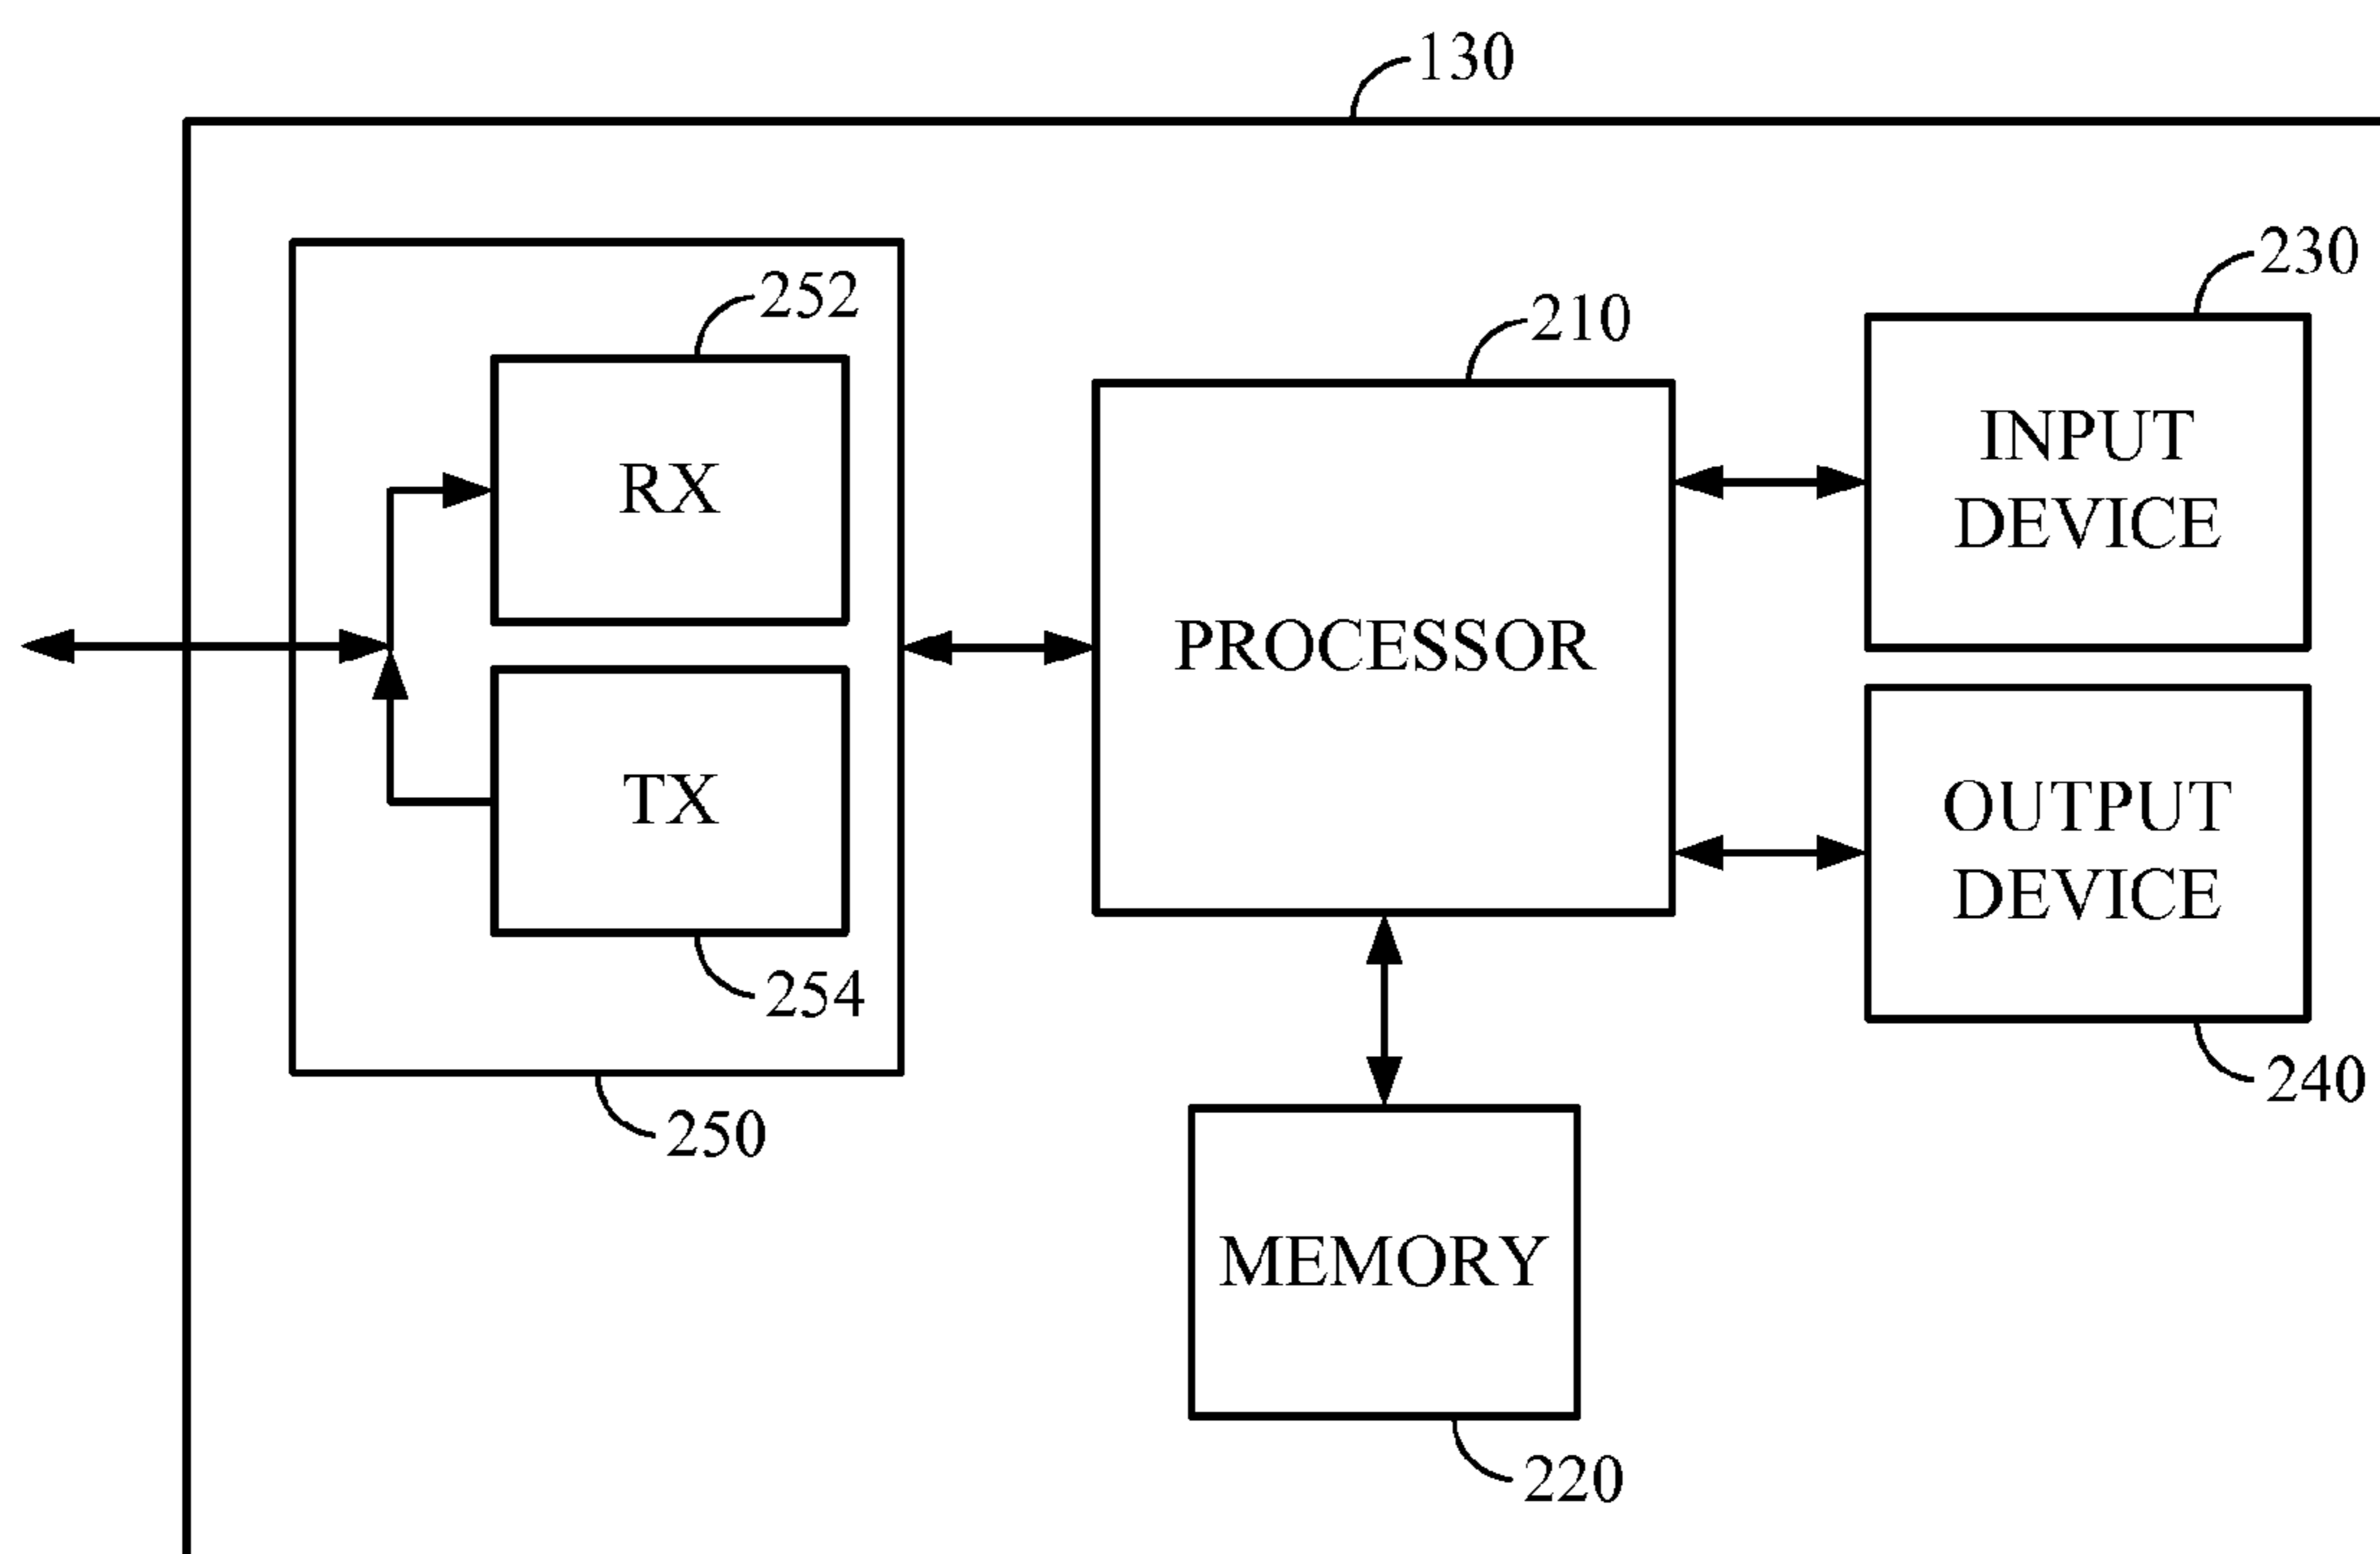 130
230
252
210
INPUT
DEVICE
RX
PROCESSOR
TX
OUTPUT
DEVICE
254
240
250
MEMORY
220